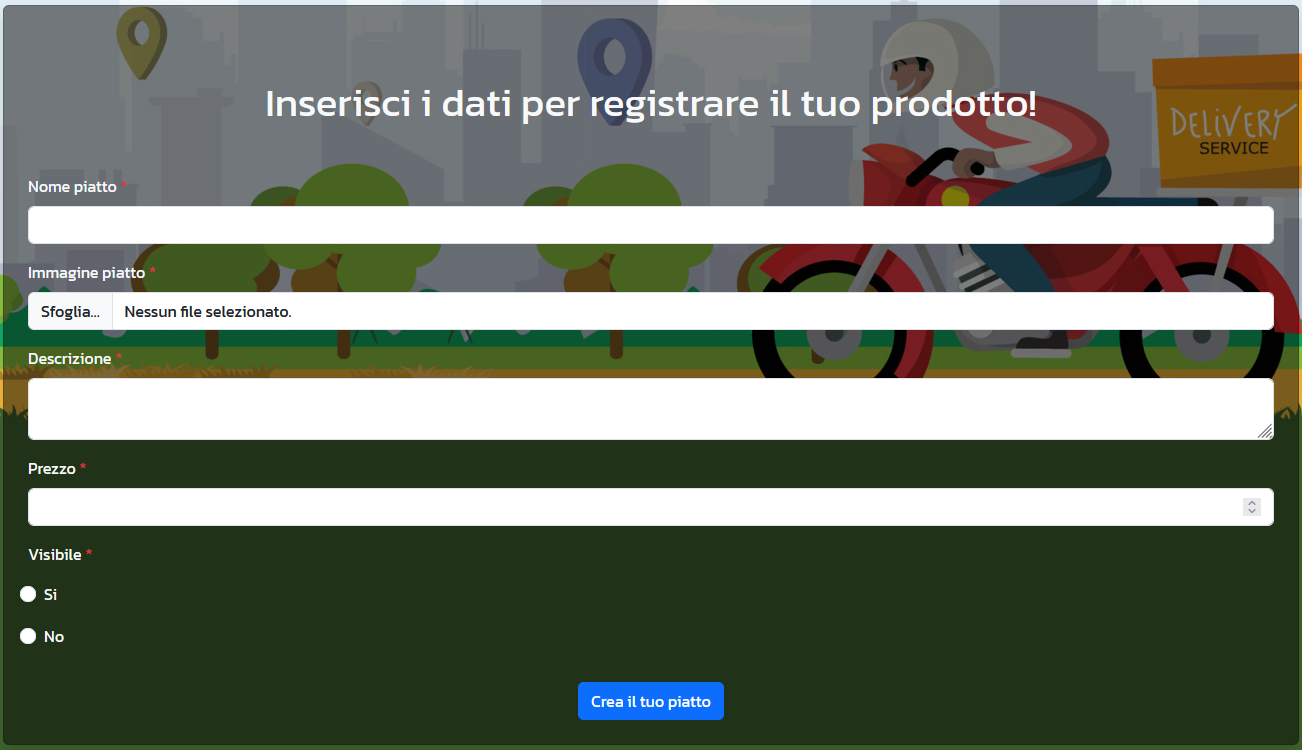 DELIVERY
SERVICE
Inserisci i dati per registrare il tuo prodotto!
Nome piatto *
Immagine piatto *
Sfoglia... Nessun file selezionato.
Descrizione *
Prezzo *
Visibile *
Si
No
Crea il tuo piatto